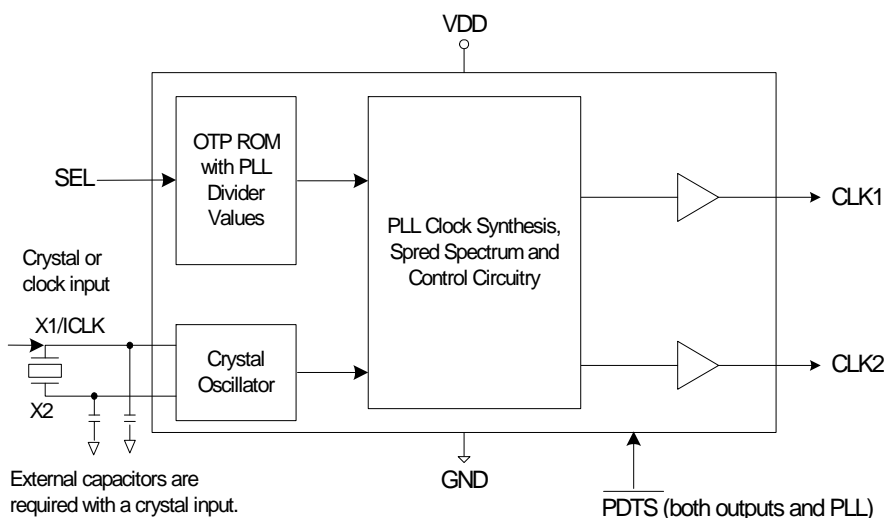 VDD
OTP ROM
with PLL
Divider
Values
SEL
PLL Clock Synthesis,
Spred Spectrum and
Control Circuitry
CLK1
Crystal or
clock input
X1/ICLK
Crystal
Oscillator
CLK2
X2
GND
External capacitors are
required with a crystal input.
PDTS (both outputs and PLL)